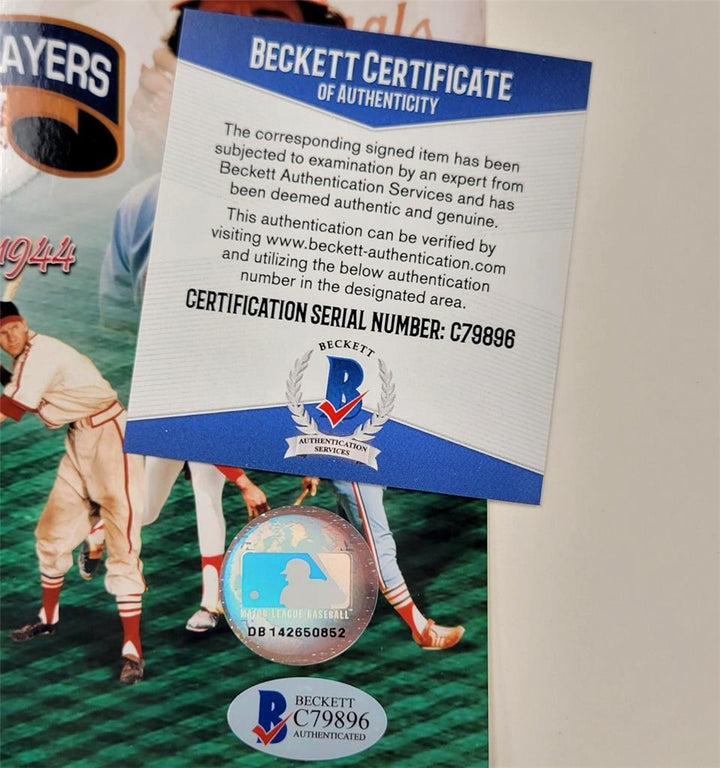 nals
AYERS
1944
BECKETT CERTIFICATE
OF AUTHENTICITY
The corresponding signed item has been
subjected to examination by an expert from
Beckett Authentication Services and has
been deemed authentic and genuine.
This authentication can be verified by
visiting www.beckett-authentication.com
and utilizing the below authentication
number in the designated area.
CERTIFICATION SERIAL NUMBER: C79896
BECKETT
B
AUTHENTICATION
SERVICES
MAJOR LEAGUE BASEBALL™
DB 142650852
B
BECKETT
C79896
AUTHENTICATED